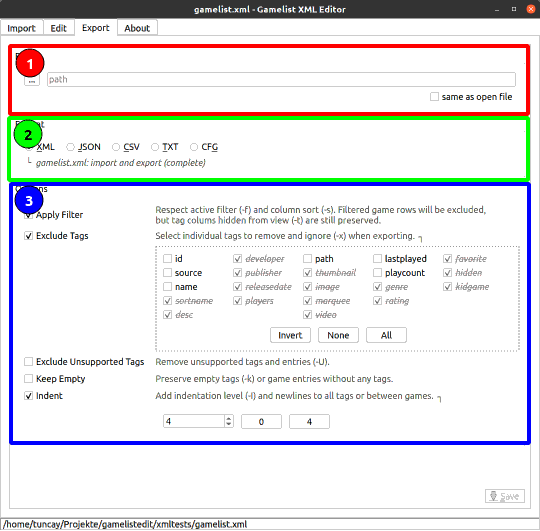 gamelist.xml - Gamelist XML Editor
Import Edit Export About
1
... path
same as open file
2
XML JSON CSV TXT CFG
gamelist.xml: import and export (complete)
3
Apply Filter Respect active filter (-f) and column sort (-s). Filtered game rows will be excluded,
but tag colums hidden from view (-t) are still preserved.
Exclude Tags Select individual tags to remove and ignore (-x) when exporting.
id developer path lastplayed favorite
source publisher thumbnail playcount hidden
name releasedate image genre kidgame
sortname players marquee rating
desc video
Invert None All
Exclude Unsupported Tags Remove unsupported tags and entries (-U).
Keep Empty Preserve empty tags (-k) or game entries without any tags.
Indent Add indentation level (-I) and newlines to all tags or between games.
4 0 4
Save
/home/tuncay/Projekte/gamelistedit/xmltests/gamelist.xml